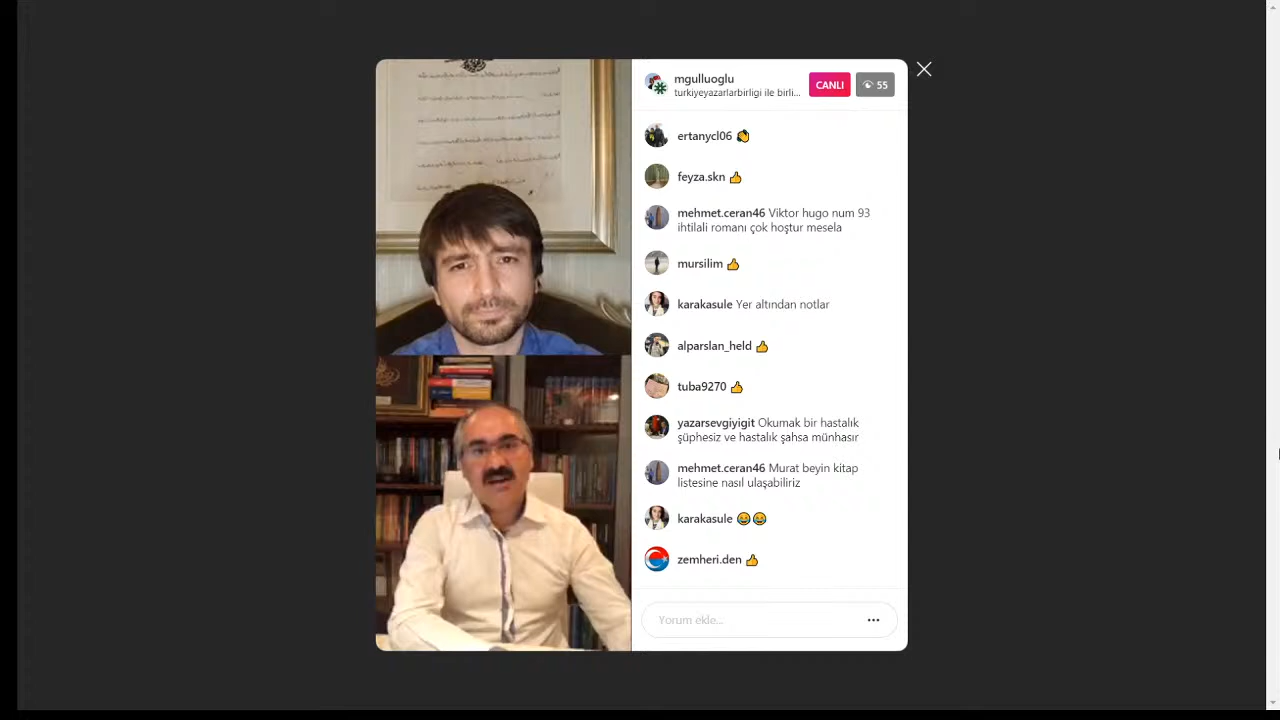 mgulluoglu
turkiyeyazarlarbirligi ile birli...
CANLI
55
ertanycl06
feyza.skn
mehmet.ceran46 Viktor hugo num 93
ihtilali romanı çok hoştur mesela
mursilim
karakasule Yer altından notlar
alparslan_held
tuba9270
yazarsevgiyigit Okumak bir hastalık
şüphesiz ve hastalık şahsa münhasır
mehmet.ceran46 Murat beyin kitap
listesine nasıl ulaşabiliriz
karakasule
zemheri.den
Yorum ekle...